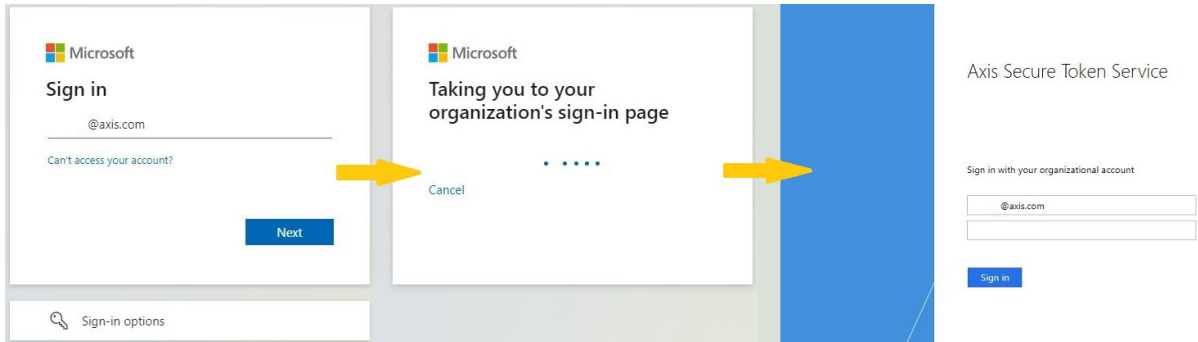 Microsoft
Sign in
@axis.com
Can't access your account?
Next
Sign-in options
Microsoft
Taking you to your
organization's sign-in page
Cancel
Axis Secure Token Service
Sign in with your organizational account
@axis.com
Sign in